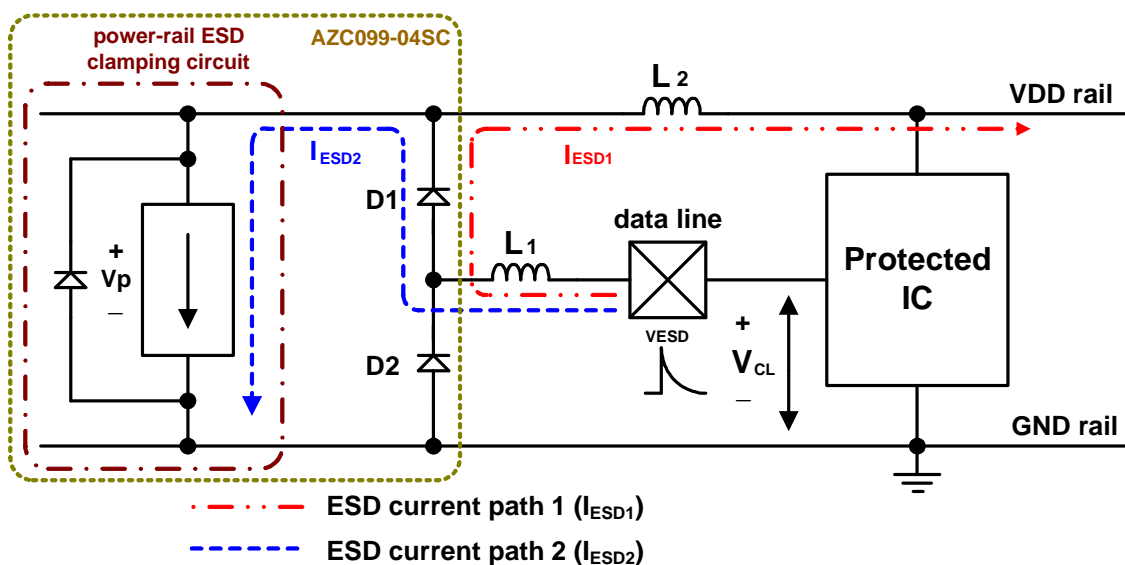 power-rail ESD
clamping circuit
AZC099-04SC
L2
VDD rail
IESD2
IESD1
D1
data line
L1
+
Vp
_
Protected
IC
D2
VESD
+
VCL
_
GND rail
ESD current path 1 (IESD1)
ESD current path 2 (IESD2)